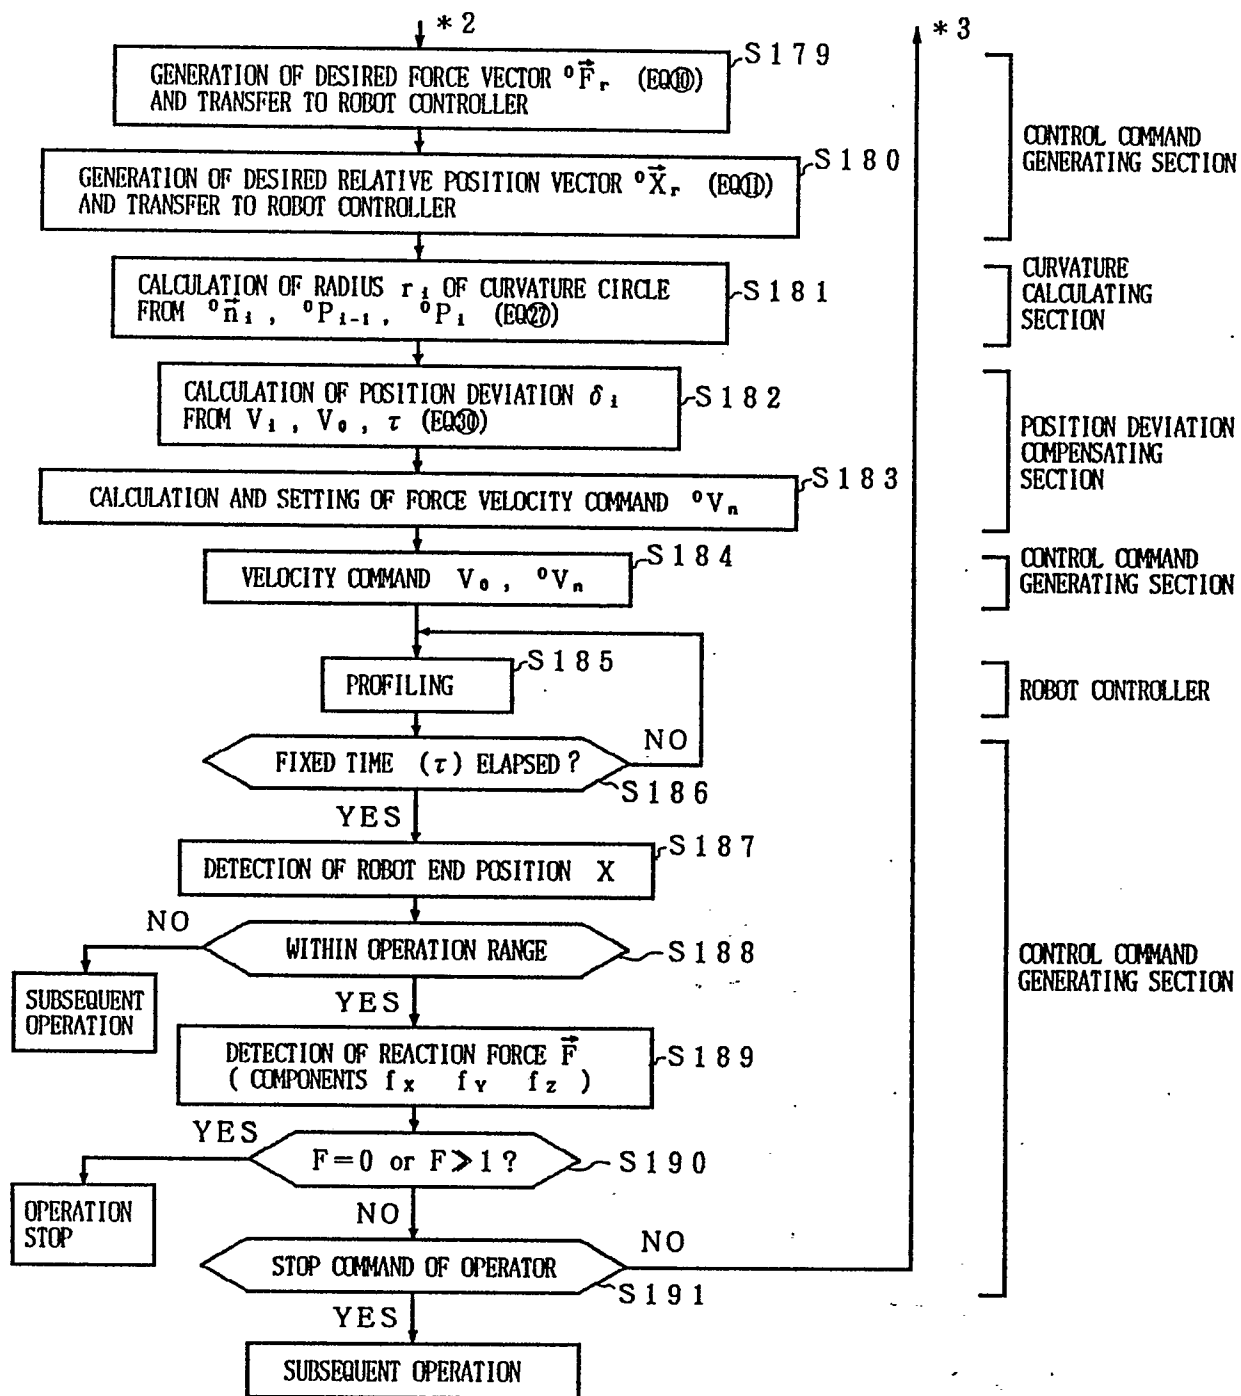 *2
*3
S179
GENERATION OF DESIRED FORCE VECTOR ⁰F⃗r (EQ⑩)
AND TRANSFER TO ROBOT CONTROLLER
CONTROL COMMAND
GENERATING SECTION
S180
GENERATION OF DESIRED RELATIVE POSITION VECTOR ⁰X⃗r (EQ⑪)
AND TRANSFER TO ROBOT CONTROLLER
S181
CALCULATION OF RADIUS rᵢ OF CURVATURE CIRCLE
FROM ⁰n⃗ᵢ, ⁰Pᵢ₋₁, ⁰Pᵢ (EQ㉗)
CURVATURE
CALCULATING
SECTION
S182
CALCULATION OF POSITION DEVIATION δᵢ
FROM Vᵢ, V₀, τ (EQ㉚)
POSITION DEVIATION
COMPENSATING
SECTION
S183
CALCULATION AND SETTING OF FORCE VELOCITY COMMAND ⁰Vn
S184
VELOCITY COMMAND V₀, ⁰Vn
CONTROL COMMAND
GENERATING SECTION
S185
PROFILING
ROBOT CONTROLLER
FIXED TIME (τ) ELAPSED?
NO
S186
YES
S187
DETECTION OF ROBOT END POSITION X
NO
WITHIN OPERATION RANGE
S188
CONTROL COMMAND
GENERATING SECTION
SUBSEQUENT
OPERATION
YES
S189
DETECTION OF REACTION FORCE F⃗
(COMPONENTS fX fY fZ)
YES
F=0 or F≫1?
S190
OPERATION
STOP
NO
STOP COMMAND OF OPERATOR
NO
S191
YES
SUBSEQUENT OPERATION